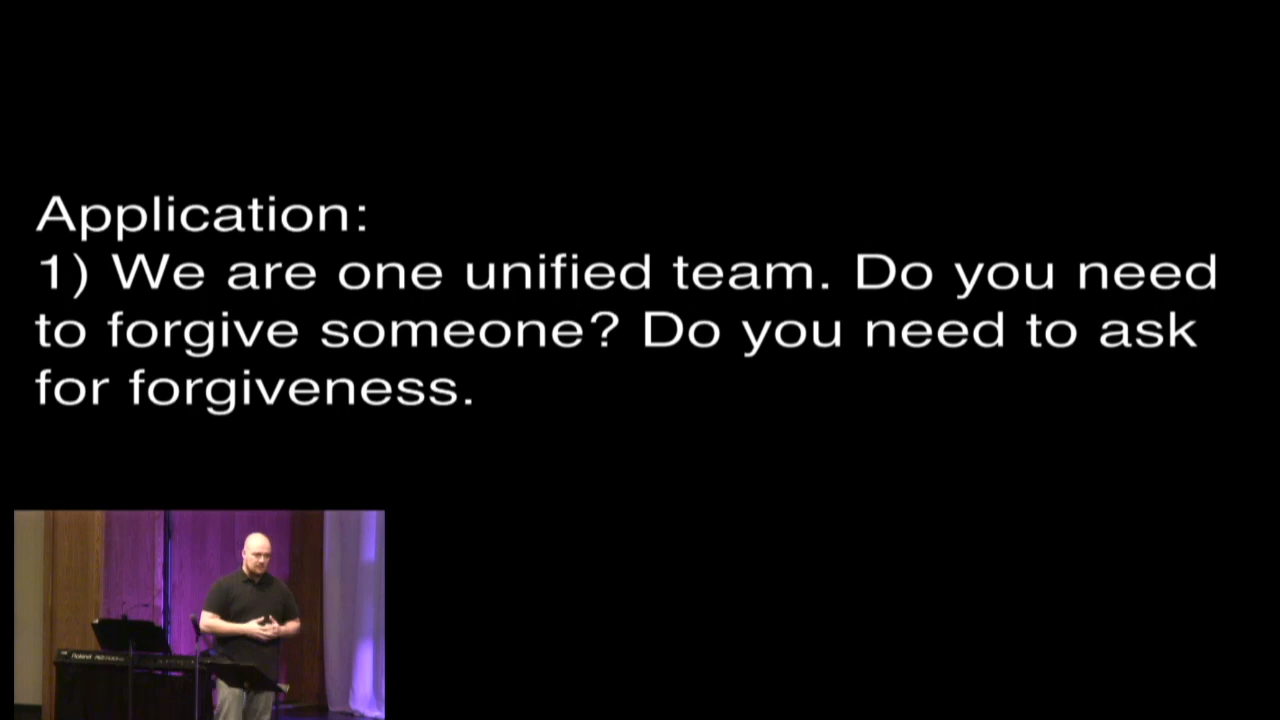 Application:
1) We are one unified team. Do you need
to forgive someone? Do you need to ask
for forgiveness.
Roland